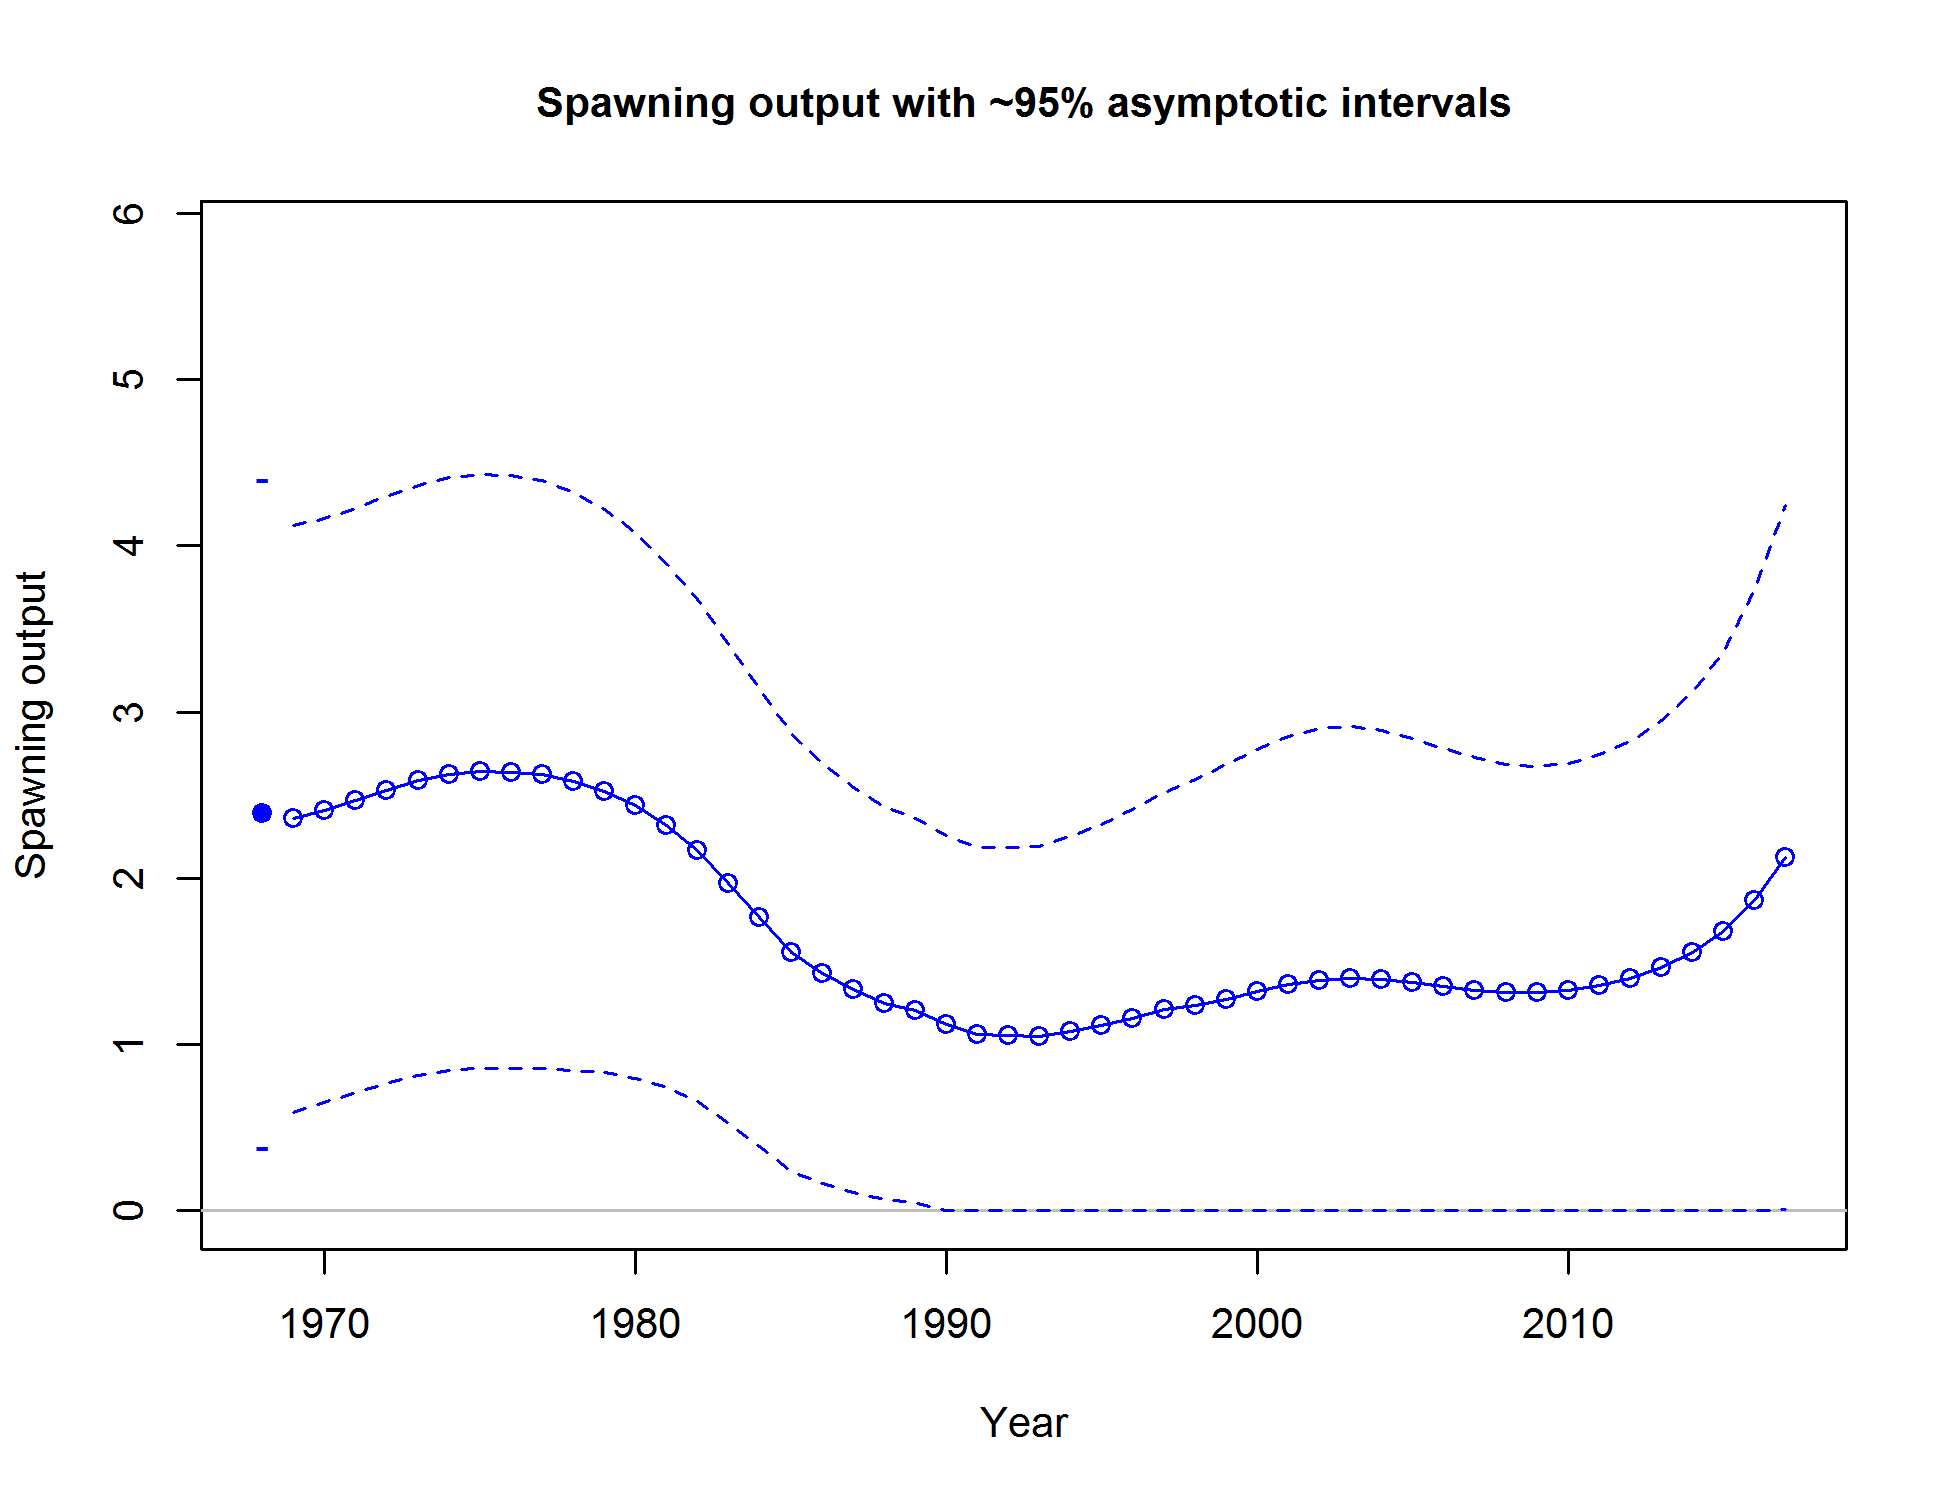 Spawning output with ~95% asymptotic intervals
6
5
4
3
2
1
0
Spawning output
1970 1980 1990 2000 2010
Year